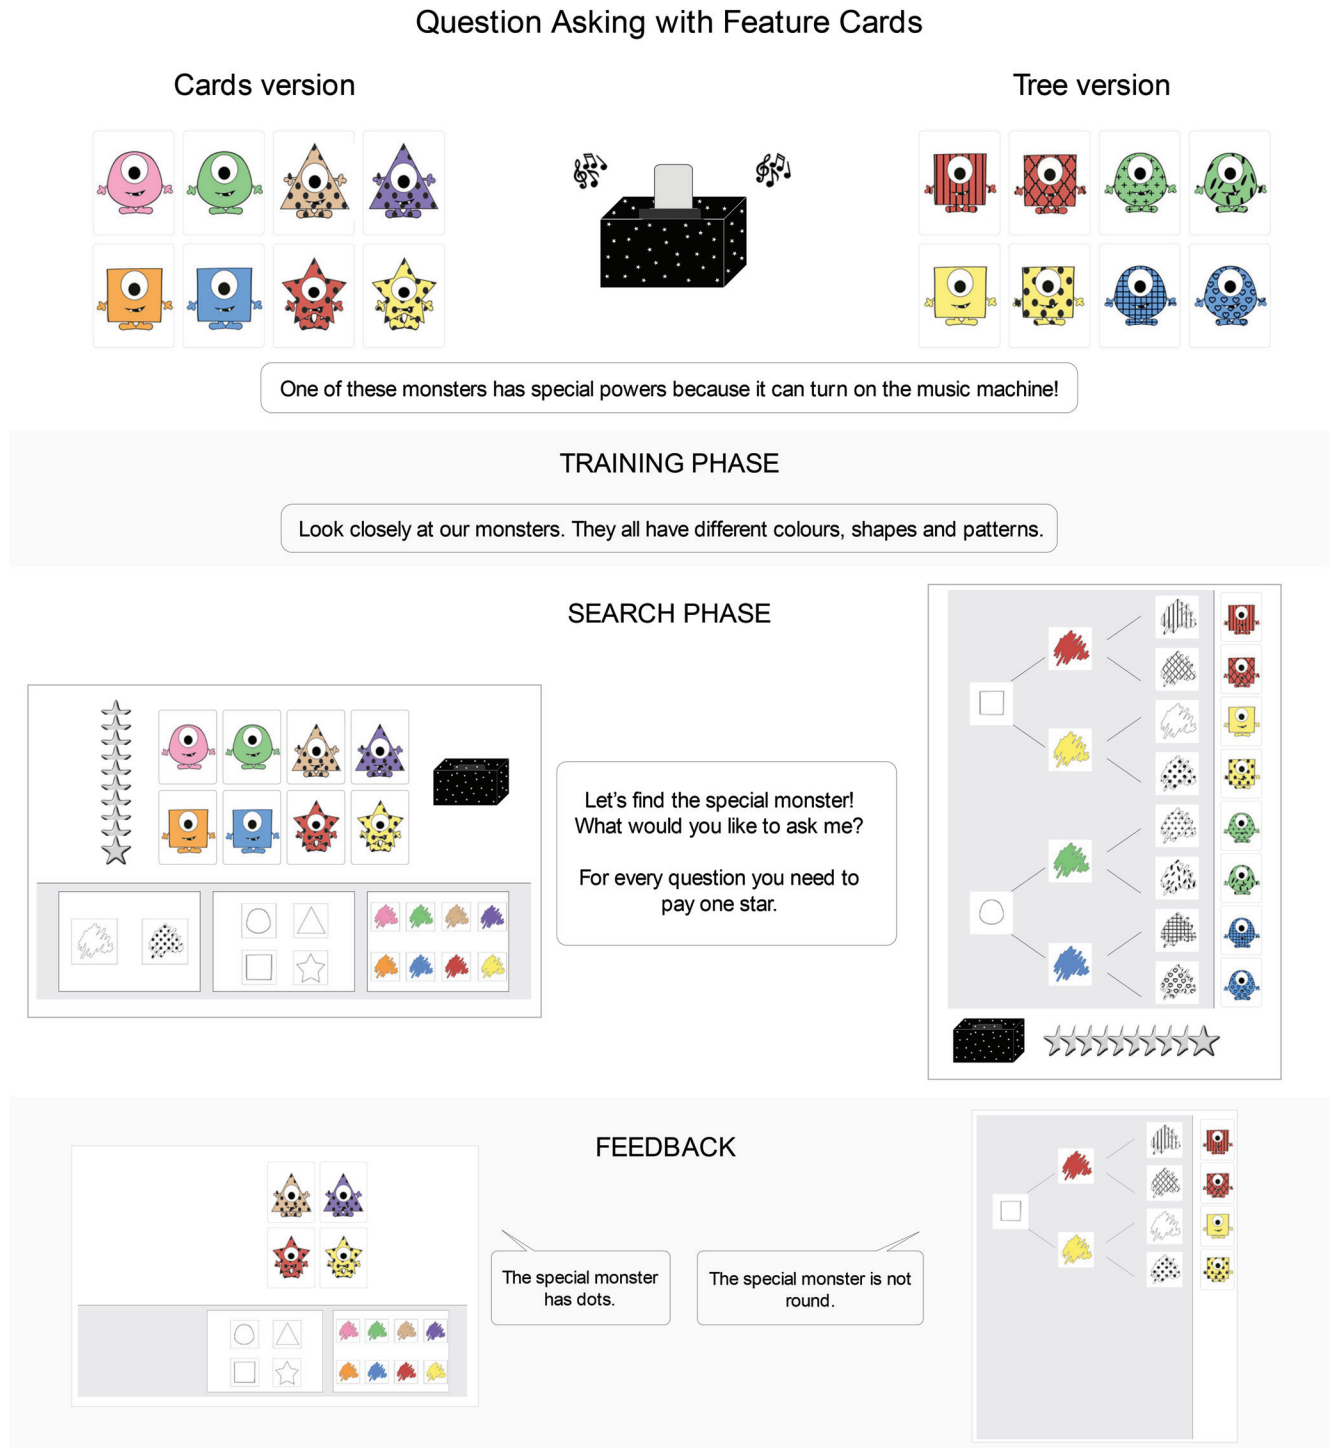 Question Asking with Feature Cards
Cards version
Tree version
One of these monsters has special powers because it can turn on the music machine!
TRAINING PHASE
Look closely at our monsters. They all have different colours, shapes and patterns.
SEARCH PHASE
Let's find the special monster!
What would you like to ask me?
For every question you need to
pay one star.
FEEDBACK
The special monster
has dots.
The special monster is not
round.